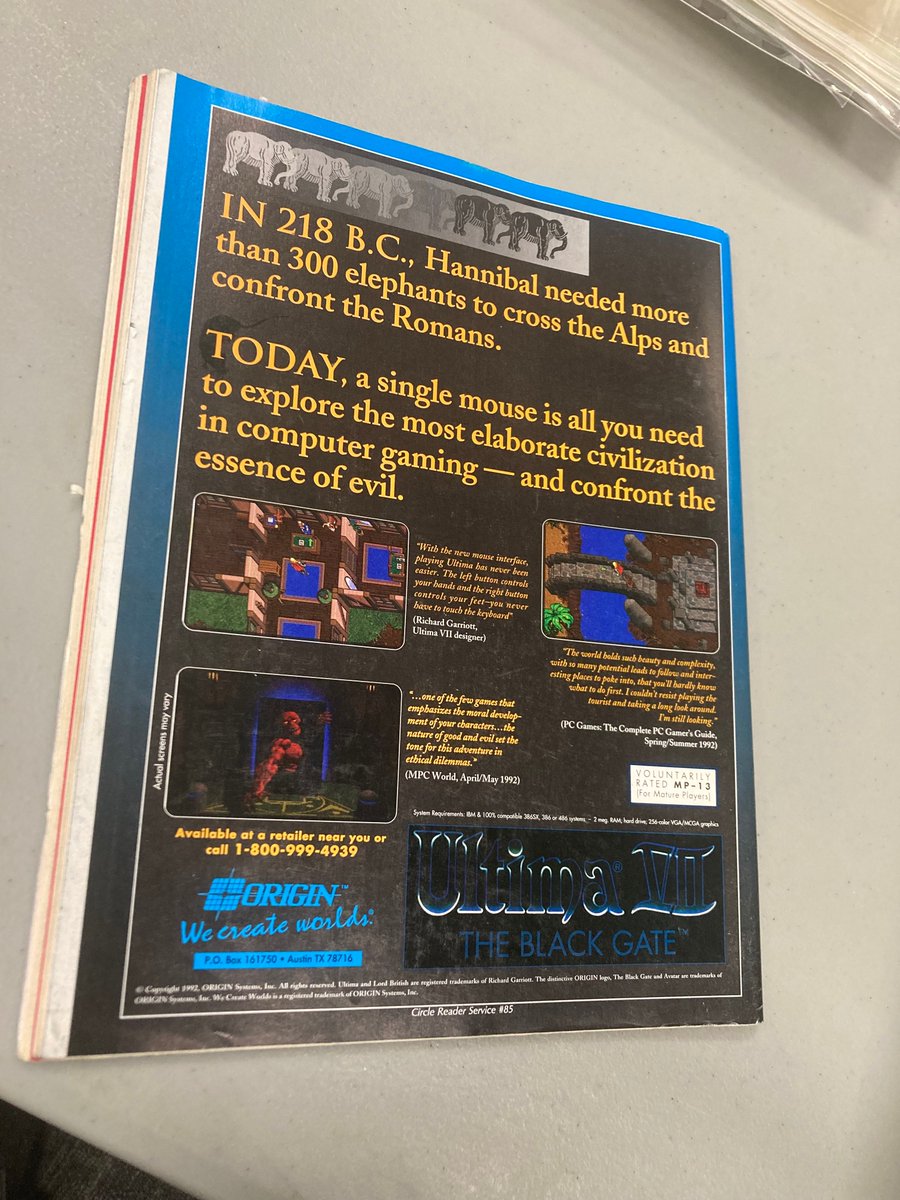 IN 218 B.C., Hannibal needed more
than 300 elephants to cross the Alps and
confront the Romans.
TODAY, a single mouse is all you need
to explore the most elaborate civilization
in computer gaming — and confront the
essence of evil.
"With the new mouse interface,
playing Ultima has never been
easier. The left button controls
your hands and the right button
controls your feet—you never
have to touch the keyboard"
(Richard Garriott,
Ultima VII designer)
"The world holds such beauty and complexity,
with so many potential leads to follow and inter-
esting places to poke into, that you'll hardly know
what to do first. I couldn't resist playing the
tourist and taking a long look around.
I'm still looking."
(PC Games: The Complete PC Gamer's Guide,
Spring/Summer 1992)
"...one of the few games that
emphasizes the moral develop-
ment of your characters...the
nature of good and evil set the
tone for this adventure in
ethical dilemmas."
(MPC World, April/May 1992)
Actual screens may vary
VOLUNTARILY
RATED MP-13
(For Mature Players)
System Requirements: IBM & 100% compatible 386SX, 386 or 486 systems, – 2 meg. RAM; hard drive; 256-color VGA/MCGA graphics
Available at a retailer near you or
call 1-800-999-4939
ORIGIN™
We create worlds.®
P.O. Box 161750 • Austin TX 78716
Ultima® VII
THE BLACK GATE™
© Copyright 1992, ORIGIN Systems, Inc. All rights reserved. Ultima and Lord British are registered trademarks of Richard Garriott. The distinctive ORIGIN logo, The Black Gate and Avatar are trademarks of
ORIGIN Systems, Inc. We Create Worlds is a registered trademark of ORIGIN Systems, Inc.
Circle Reader Service #85